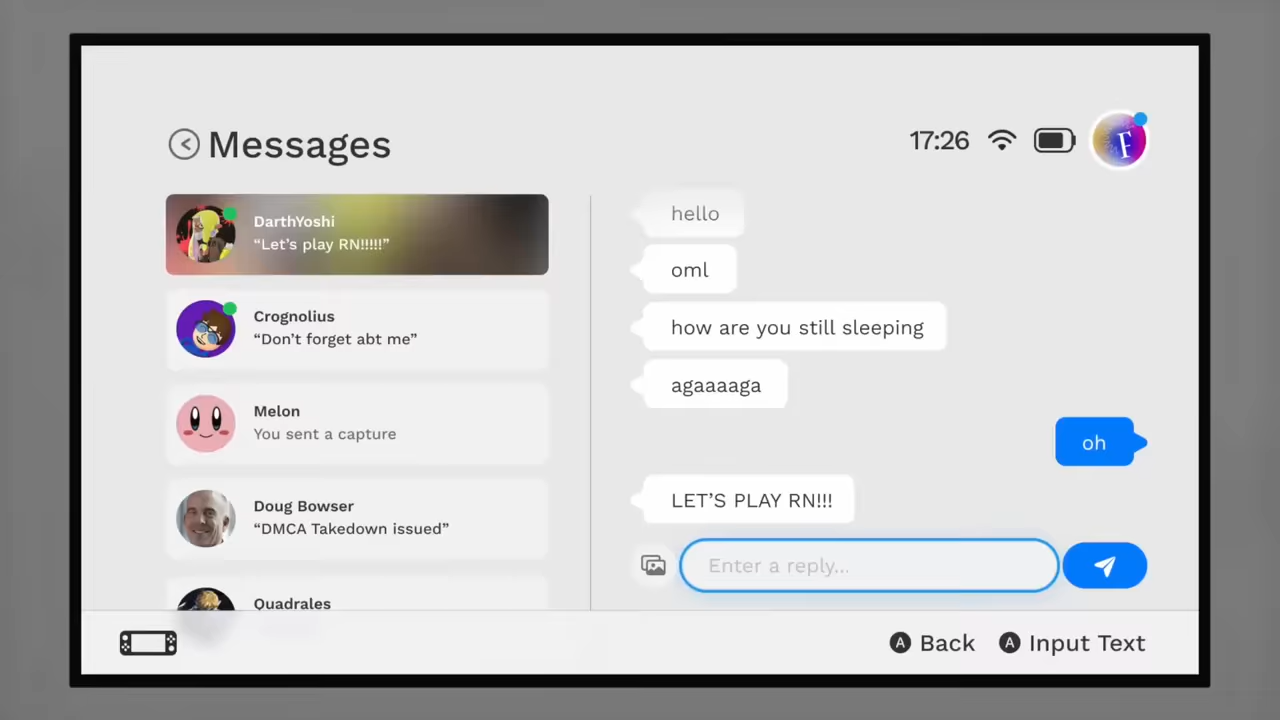 Messages
17:26
F
DarthYoshi
“Let’s play RN!!!!!”
Crognolius
“Don’t forget abt me”
Melon
You sent a capture
Doug Bowser
“DMCA Takedown issued”
Quadrales
hello
oml
how are you still sleeping
agaaaaga
oh
LET’S PLAY RN!!!
Enter a reply...
A Back
A Input Text